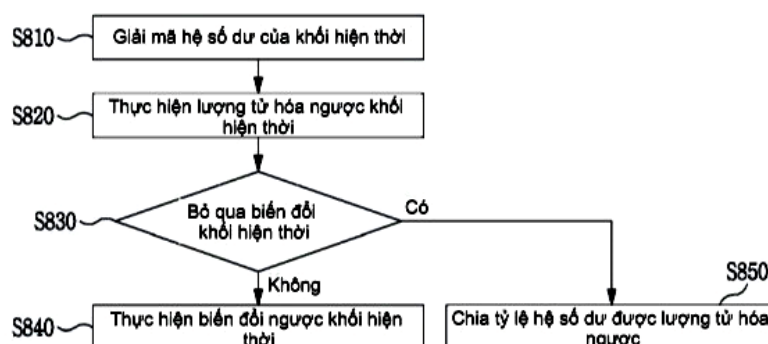 S810
Giải mã hệ số dư của khối hiện thời
S820
Thực hiện lượng tử hóa ngược khối
hiện thời
S830
Bỏ qua biến đổi
khối hiện thời
Có
Không
S840
Thực hiện biến đổi ngược khối hiện
thời
S850
Chia tỷ lệ hệ số dư được lượng tử hóa
ngược